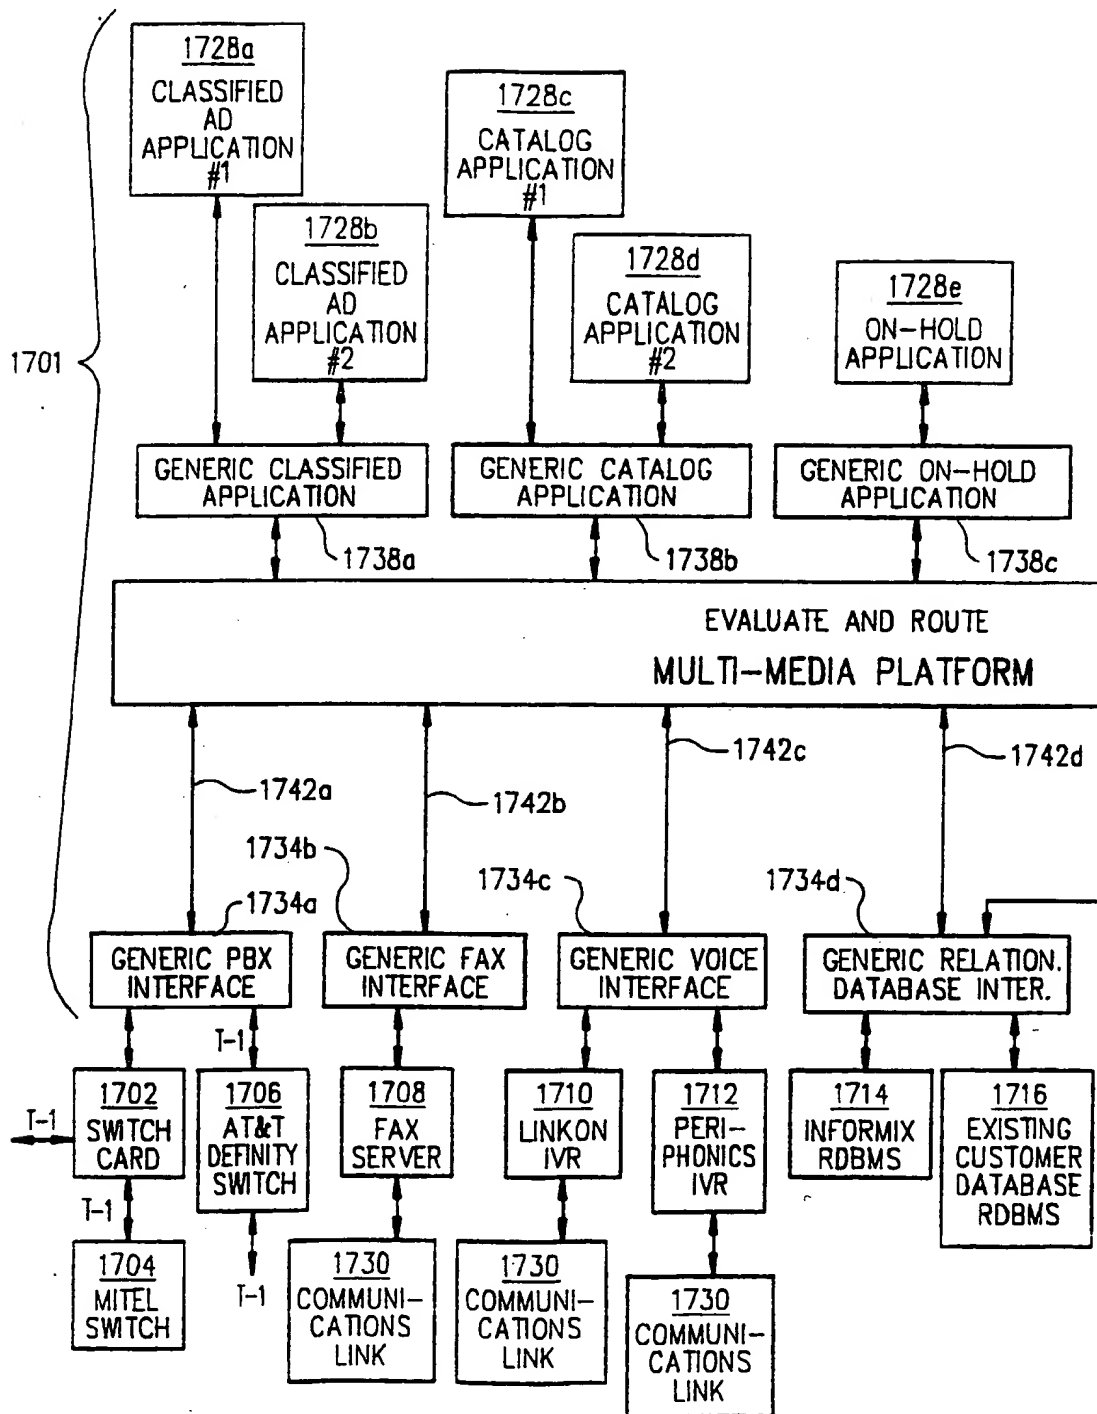 1728a
CLASSIFIED
AD
APPLICATION
#1
1728c
CATALOG
APPLICATION
#1
1728b
CLASSIFIED
AD
APPLICATION
#2
1728d
CATALOG
APPLICATION
#2
1728e
ON-HOLD
APPLICATION
1701
GENERIC CLASSIFIED
APPLICATION
GENERIC CATALOG
APPLICATION
GENERIC ON-HOLD
APPLICATION
1738a
1738b
1738c
EVALUATE AND ROUTE
MULTI-MEDIA PLATFORM
1742a
1742b
1742c
1742d
1734a
1734b
1734c
1734d
GENERIC PBX
INTERFACE
GENERIC FAX
INTERFACE
GENERIC VOICE
INTERFACE
GENERIC RELATION.
DATABASE INTER.
T-1
T-1
1702
SWITCH
CARD
1706
AT&T
DEFINITY
SWITCH
1708
FAX
SERVER
1710
LINKON
IVR
1712
PERI-
PHONICS
IVR
1714
INFORMIX
RDBMS
1716
EXISTING
CUSTOMER
DATABASE
RDBMS
T-1
T-1
1704
MITEL
SWITCH
1730
COMMUNI-
CATIONS
LINK
1730
COMMUNI-
CATIONS
LINK
1730
COMMUNI-
CATIONS
LINK